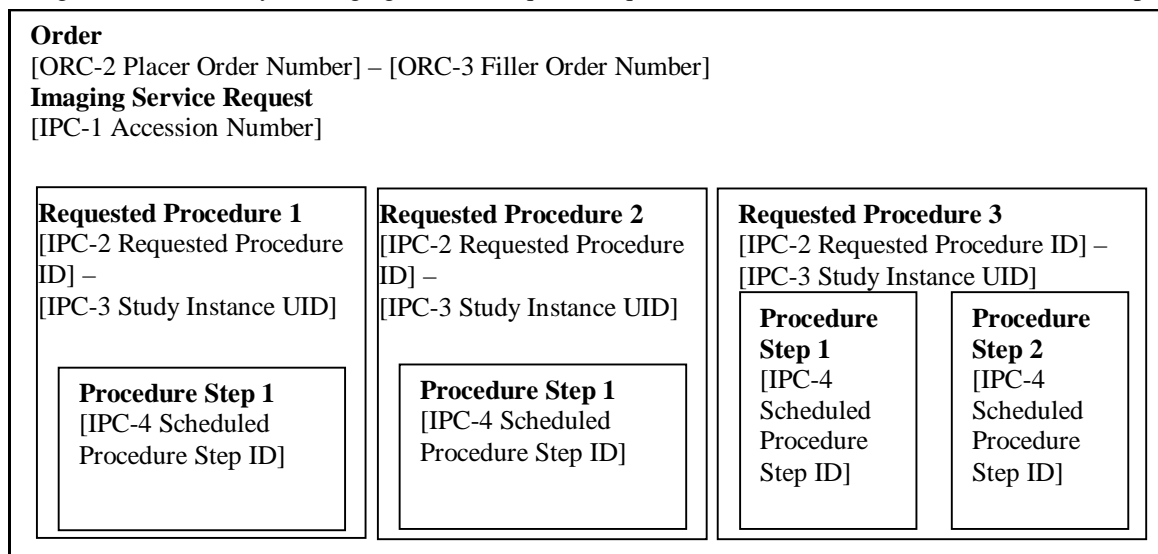 Order
[ORC-2 Placer Order Number] – [ORC-3 Filler Order Number]
Imaging Service Request
[IPC-1 Accession Number]
Requested Procedure 1
[IPC-2 Requested Procedure
ID] –
[IPC-3 Study Instance UID]
Procedure Step 1
[IPC-4 Scheduled
Procedure Step ID]
Requested Procedure 2
[IPC-2 Requested Procedure
ID] –
[IPC-3 Study Instance UID]
Procedure Step 1
[IPC-4 Scheduled
Procedure Step ID]
Requested Procedure 3
[IPC-2 Requested Procedure ID] –
[IPC-3 Study Instance UID]
Procedure
Step 1
[IPC-4
Scheduled
Procedure
Step ID]
Procedure
Step 2
[IPC-4
Scheduled
Procedure
Step ID]